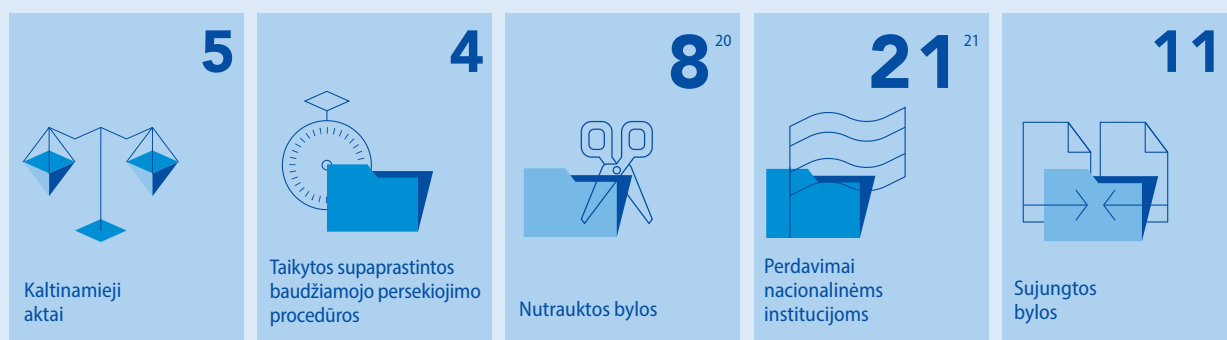 5
Kaltinamieji
aktai
4
Taikytos supaprastintos
baudžiamojo persekiojimo
procedūros
8 20
Nutrauktos bylos
21 21
Perdavimai
nacionalinėms
institucijoms
11
Sujungtos
bylos